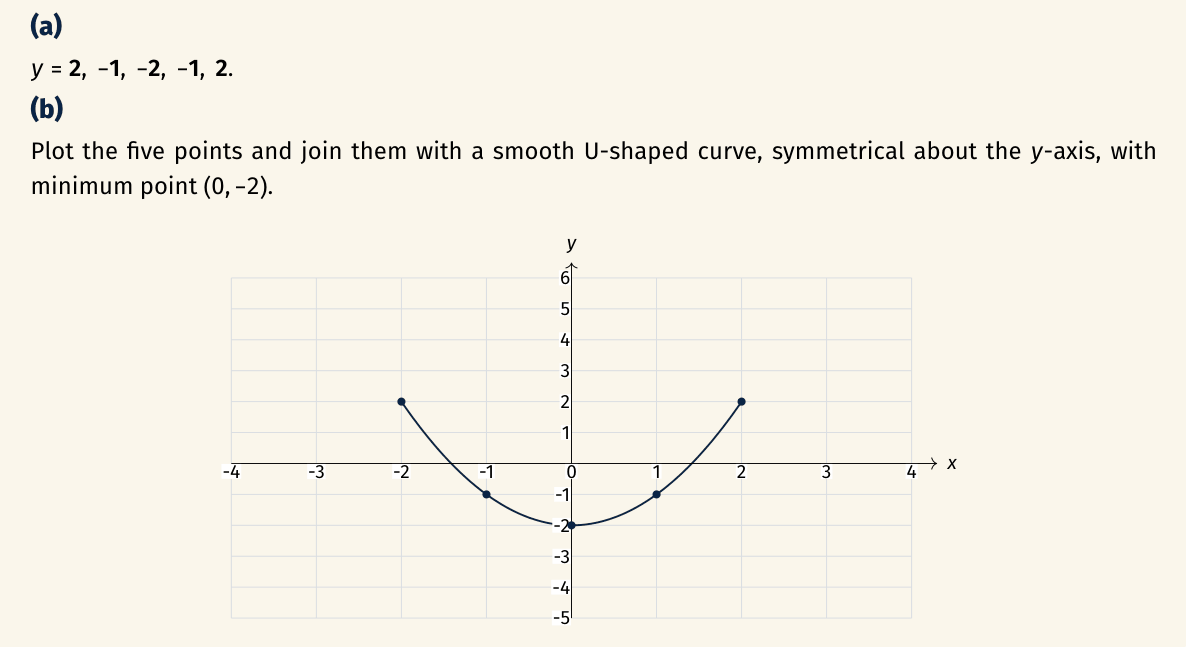 (a)
y = 2, −1, −2, −1, 2.
(b)
Plot the five points and join them with a smooth U-shaped curve, symmetrical about the y-axis, with
minimum point (0, −2).
y
6
5
4
3
2
1
-4 -3 -2 -1 0 1 2 3 4 x
-1
-2
-3
-4
-5